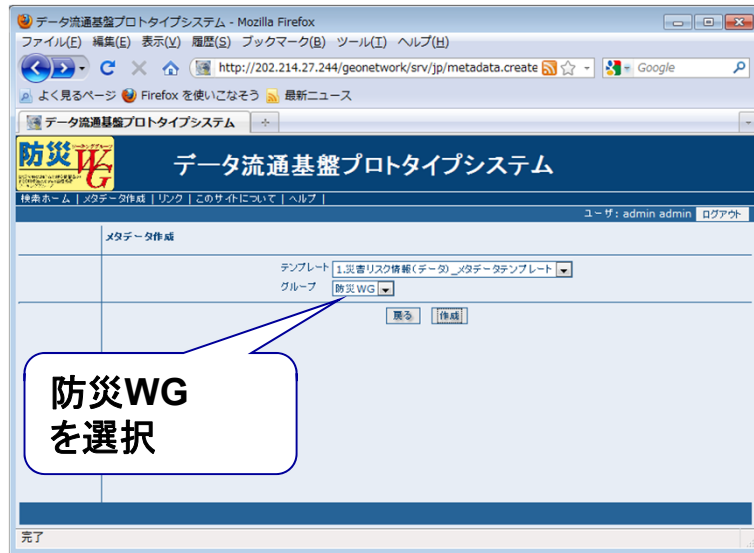 データ流通基盤プロトタイプシステム - Mozilla Firefox
ファイル(F) 編集(E) 表示(V) 履歴(S) ブックマーク(B) ツール(T) ヘルプ(H)
http://202.214.27.244/geonetwork/srv/jp/metadata.create
Google
よく見るページ Firefox を使いこなそう 最新ニュース
データ流通基盤プロトタイプシステム
防災WG
データ流通基盤プロトタイプシステム
検索ホーム | メタデータ作成 | リンク | このサイトについて | ヘルプ |
ユーザ: admin admin ログアウト
メタデータ作成
テンプレート 1.災害リスク情報(データ)_メタデータテンプレート
グループ 防災WG
戻る 作成
防災WG
を選択
完了